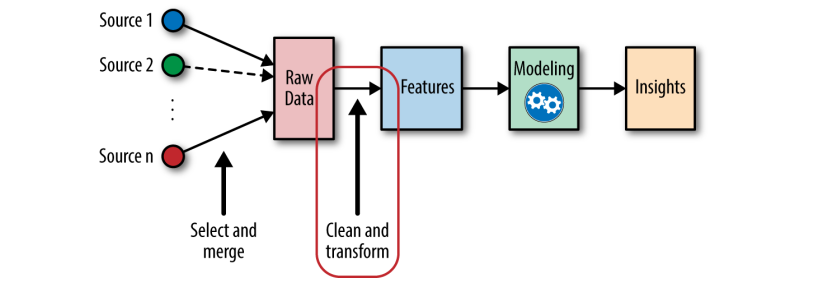 Source 1
Source 2
Source n
Select and
merge
Raw
Data
Clean and
transform
Features
Modeling
Insights